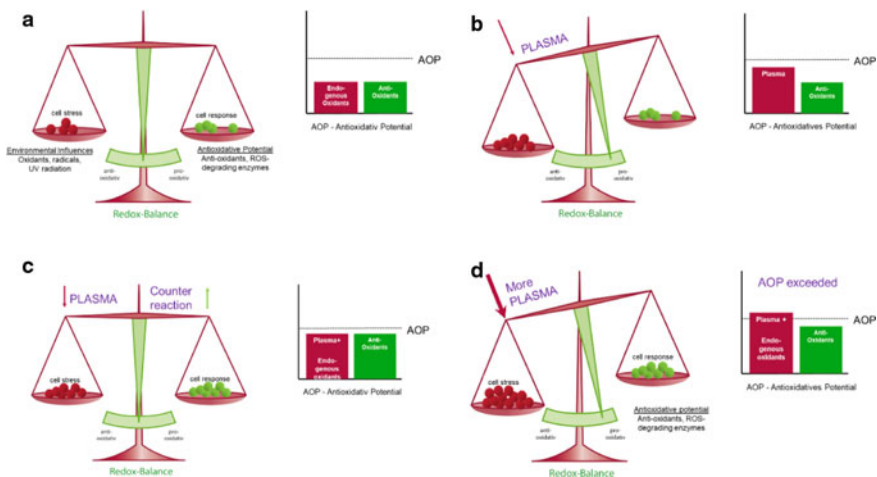 a
cell stress
cell response
Environmental Influences
Oxidants, radicals,
UV radiation
Antioxidative Potential
Anti-oxidants, ROS-
degrading enzymes
anti-
oxidativ
pro-
oxidativ
Redox-Balance
AOP
Endo-
genous
Oxidants
Anti-
Oxidants
AOP - Antioxidativ Potential
b
PLASMA
anti-
oxidativ
pro-
oxidativ
Redox-Balance
AOP
Plasma
Anti-
Oxidants
AOP - Antioxidatives Potential
c
PLASMA
Counter
reaction
cell stress
cell response
anti-
oxidativ
pro-
oxidativ
Redox-Balance
AOP
Plasma+
Endo-
genous
oxidants
Anti-
Oxidants
AOP - Antioxidativ Potential
d
More
PLASMA
cell stress
cell response
Antioxidative potential
Anti-oxidants, ROS-
degrading enzymes
anti-
oxidativ
pro-
oxidativ
Redox-Balance
AOP exceeded
AOP
Plasma +
Endo-
genous
oxidants
Anti-
Oxidants
AOP - Antioxidatives Potential